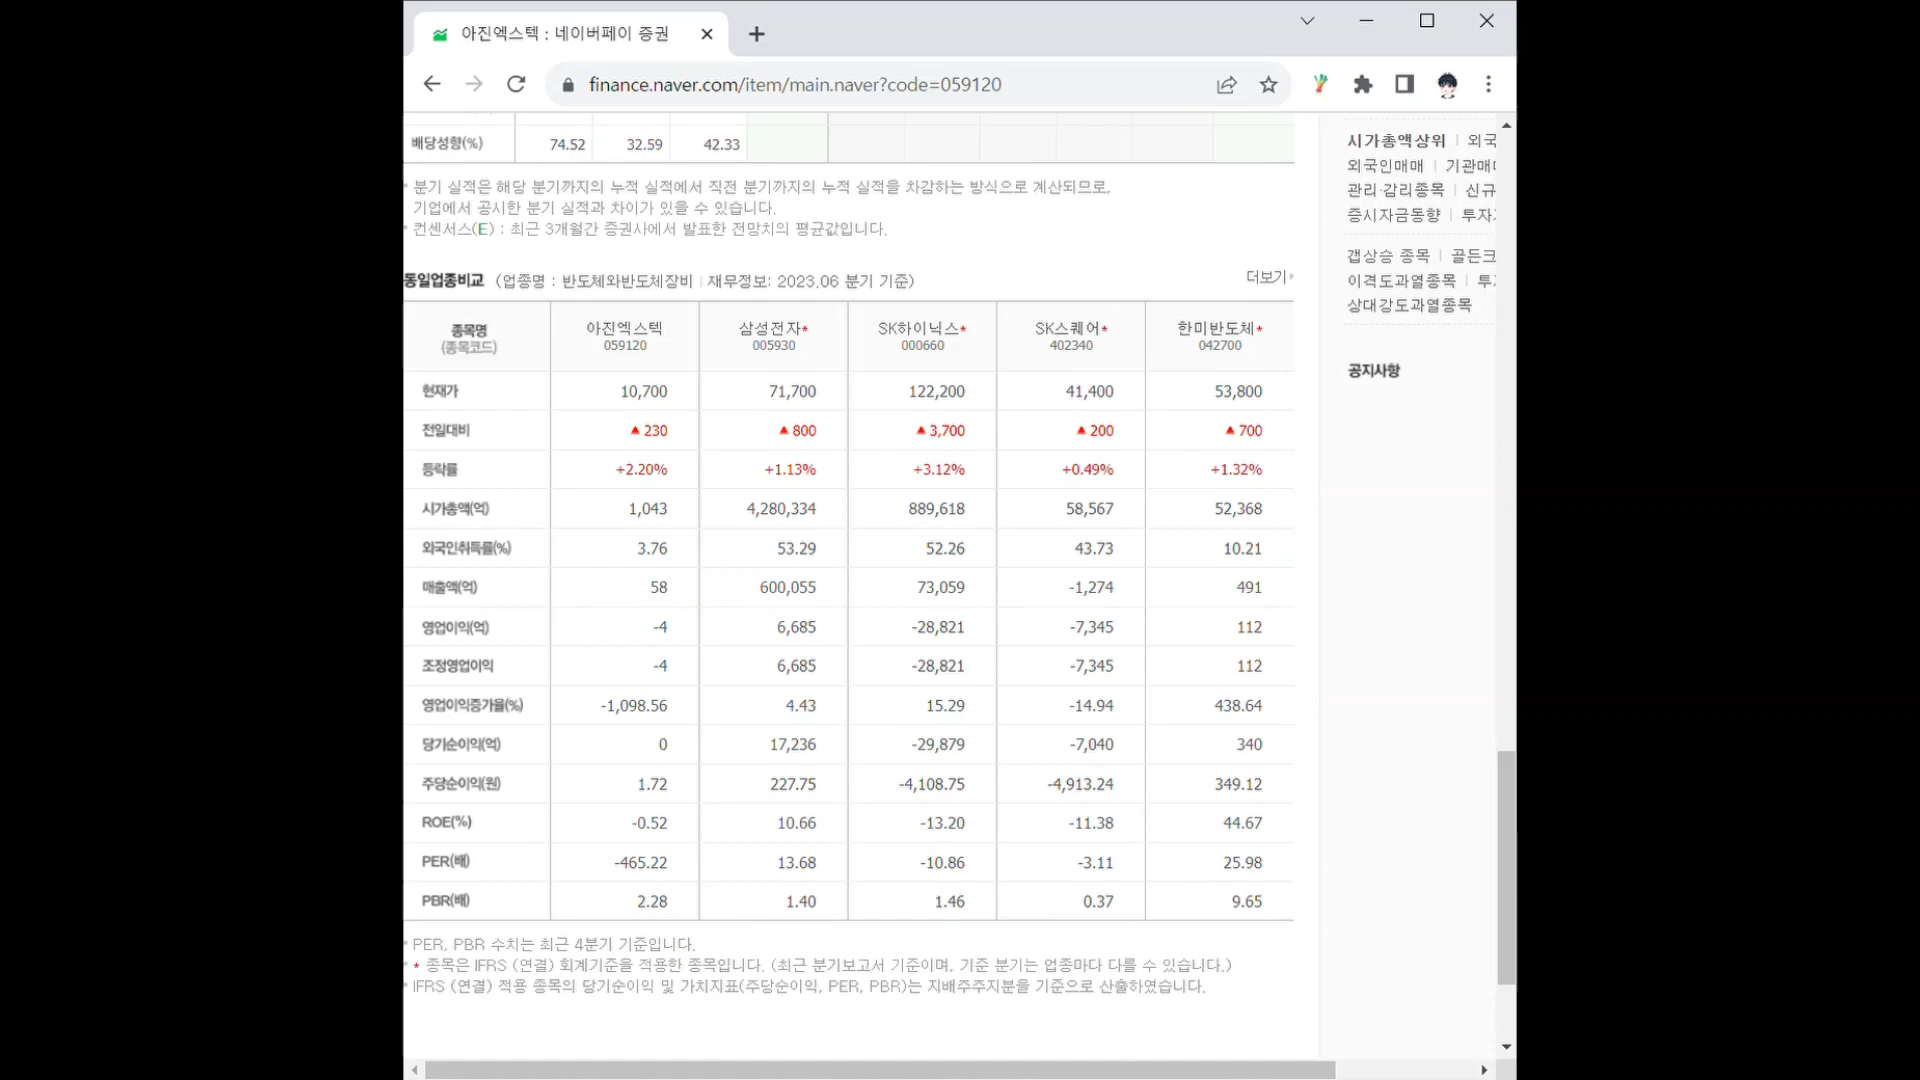 아진엑스텍 : 네이버페이 증권
finance.naver.com/item/main.naver?code=059120
배당성향(%) 74.52 32.59 42.33
분기 실적은 해당 분기까지의 누적 실적에서 직전 분기까지의 누적 실적을 차감하는 방식으로 계산되므로,
기업에서 공시한 분기 실적과 차이가 있을 수 있습니다.
컨센서스(E) : 최근 3개월간 증권사에서 발표한 전망치의 평균값입니다.
동일업종비교 (업종명 : 반도체와반도체장비 | 재무정보: 2023.06 분기 기준) 더보기
종목명 아진엑스텍 삼성전자* SK하이닉스* SK스퀘어* 한미반도체*
(종목코드) 059120 005930 000660 402340 042700
현재가 10,700 71,700 122,200 41,400 53,800
전일대비 ▲230 ▲800 ▲3,700 ▲200 ▲700
등락률 +2.20% +1.13% +3.12% +0.49% +1.32%
시가총액(억) 1,043 4,280,334 889,618 58,567 52,368
외국인취득률(%) 3.76 53.29 52.26 43.73 10.21
매출액(억) 58 600,055 73,059 -1,274 491
영업이익(억) -4 6,685 -28,821 -7,345 112
조정영업이익 -4 6,685 -28,821 -7,345 112
영업이익증가율(%) -1,098.56 4.43 15.29 -14.94 438.64
당기순이익(억) 0 17,236 -29,879 -7,040 340
주당순이익(원) 1.72 227.75 -4,108.75 -4,913.24 349.12
ROE(%) -0.52 10.66 -13.20 -11.38 44.67
PER(배) -465.22 13.68 -10.86 -3.11 25.98
PBR(배) 2.28 1.40 1.46 0.37 9.65
PER, PBR 수치는 최근 4분기 기준입니다.
* 종목은 IFRS (연결) 회계기준을 적용한 종목입니다. (최근 분기보고서 기준이며, 기준 분기는 업종마다 다를 수 있습니다.)
IFRS (연결) 적용 종목의 당기순이익 및 가치지표(주당순이익, PER, PBR)는 지배주주지분을 기준으로 산출하였습니다.
시가총액상위 | 외국
외국인매매 | 기관매
관리·감리종목 | 신규
증시자금동향 | 투자
갭상승 종목 | 골든크
이격도과열종목 | 투
상대강도과열종목
공지사항